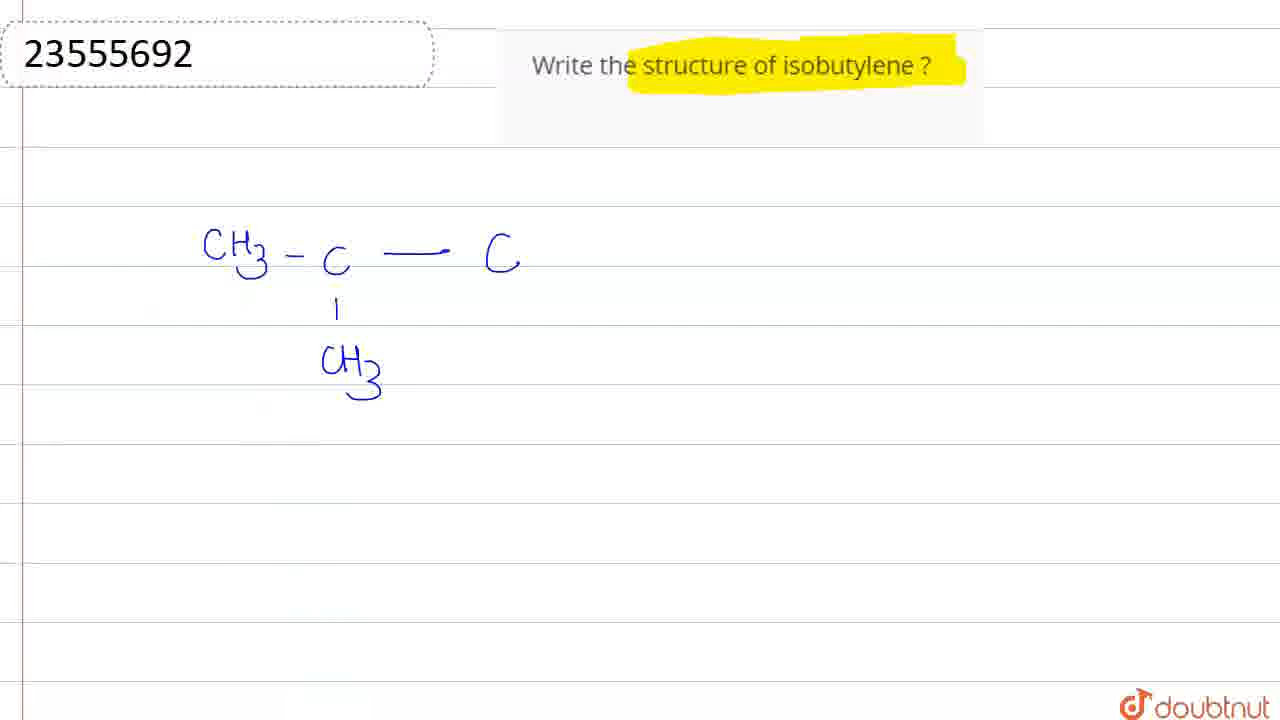 23555692
Write the structure of isobutylene ?
CH3 - C — C
|
CH3
doubtnut